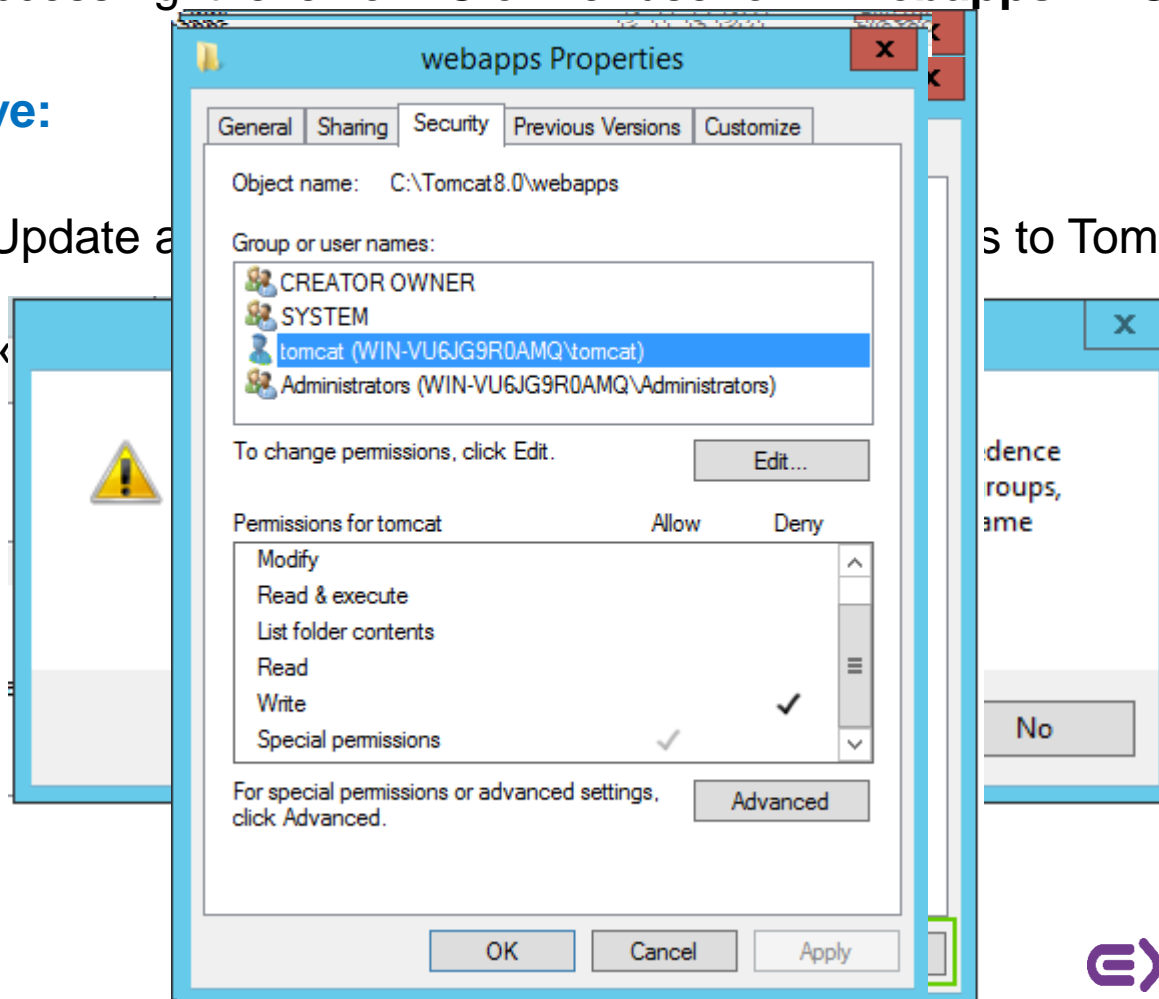 webapps Properties
ve:
General Sharing Security Previous Versions Customize
Object name: C:\Tomcat8.0\webapps
Update a
s to Tom
Group or user names:
CREATOR OWNER
SYSTEM
tomcat (WIN-VU6JG9R0AMQ\tomcat)
Administrators (WIN-VU6JG9R0AMQ\Administrators)
To change permissions, click Edit.
Edit...
edence
roups,
ame
Permissions for tomcat Allow Deny
Modify
Read & execute
List folder contents
Read
Write
Special permissions
No
For special permissions or advanced settings,
click Advanced.
Advanced
OK Cancel Apply